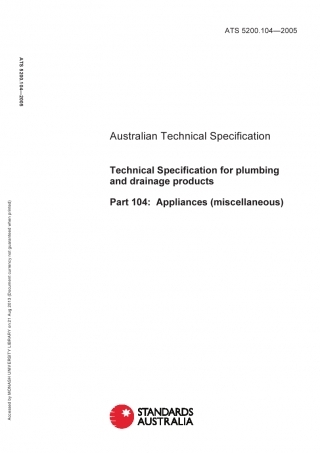 ATS 5200.104—2005
ATS 5200.104—2005
Australian Technical Specification
Technical Specification for plumbing
and drainage products
Part 104: Appliances (miscellaneous)
Accessed by MONASH UNIVERSITY LIBRARY on 21 Aug 2013 (Document currency not guaranteed when printed)
STANDARDS
AUSTRALIA